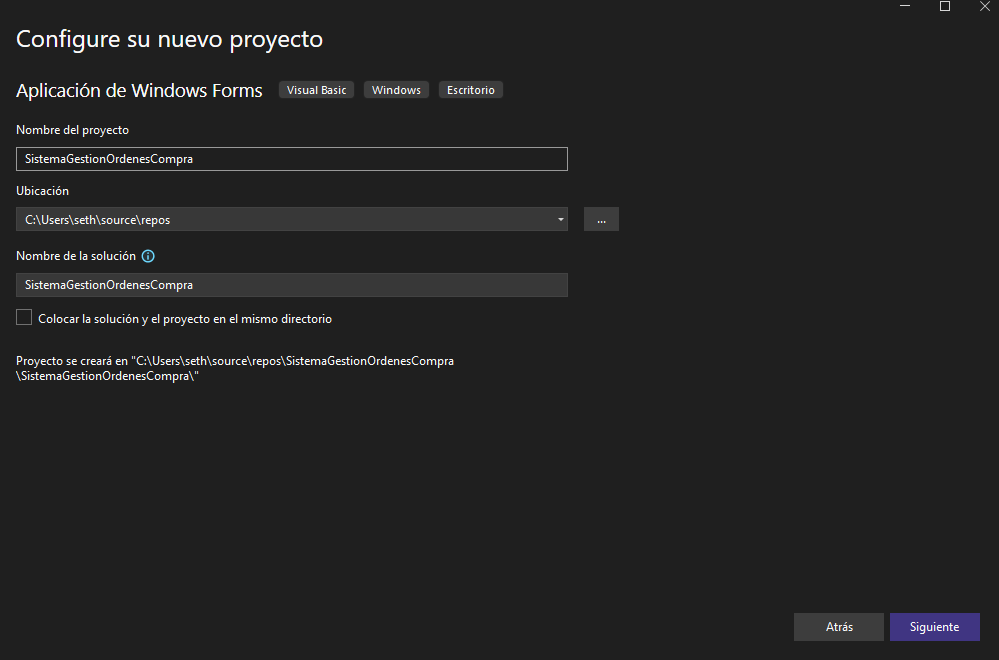 Configure su nuevo proyecto
Aplicación de Windows Forms Visual Basic Windows Escritorio
Nombre del proyecto
SistemaGestionOrdenesCompra
Ubicación
C:\Users\seth\source\repos ...
Nombre de la solución
SistemaGestionOrdenesCompra
Colocar la solución y el proyecto en el mismo directorio
Proyecto se creará en "C:\Users\seth\source\repos\SistemaGestionOrdenesCompra
\SistemaGestionOrdenesCompra\"
Atrás Siguiente